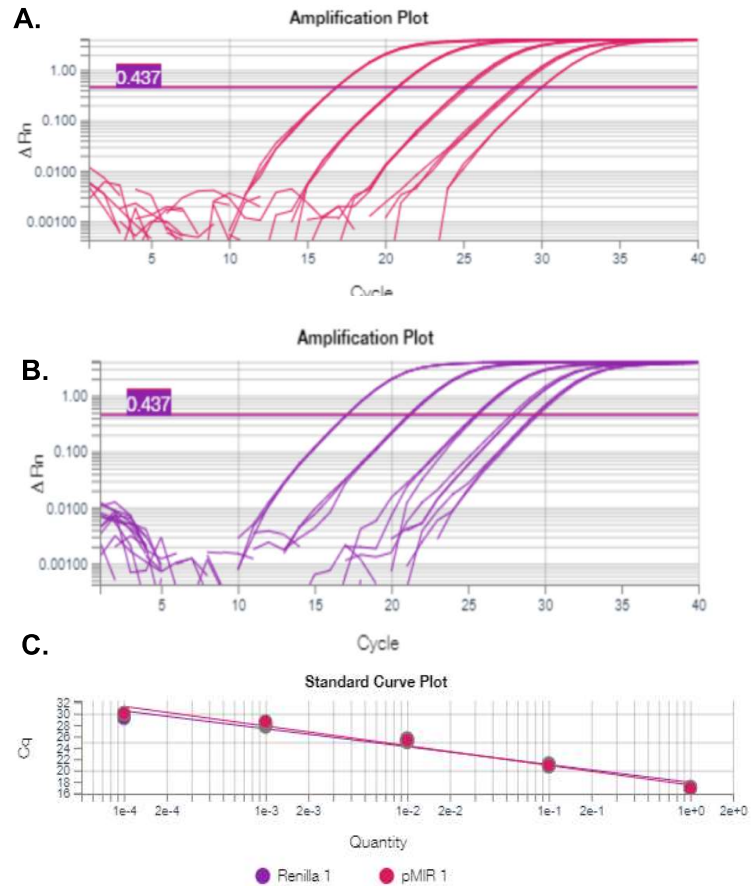 A.
Amplification Plot
1.00
0.437
0.100
0.0100
0.00100
Δ Rn
5 10 15 20 25 30 35 40
Cycle
Amplification Plot
B.
1.00
0.437
0.100
0.0100
0.00100
Δ Rn
5 10 15 20 25 30 35 40
Cycle
C.
Standard Curve Plot
32
30
28
26
24
22
20
18
16
Cq
1e-4 2e-4 1e-3 2e-3 1e-2 2e-2 1e-1 2e-1 1e+0 2e+0
Quantity
Renilla 1 pMIR 1